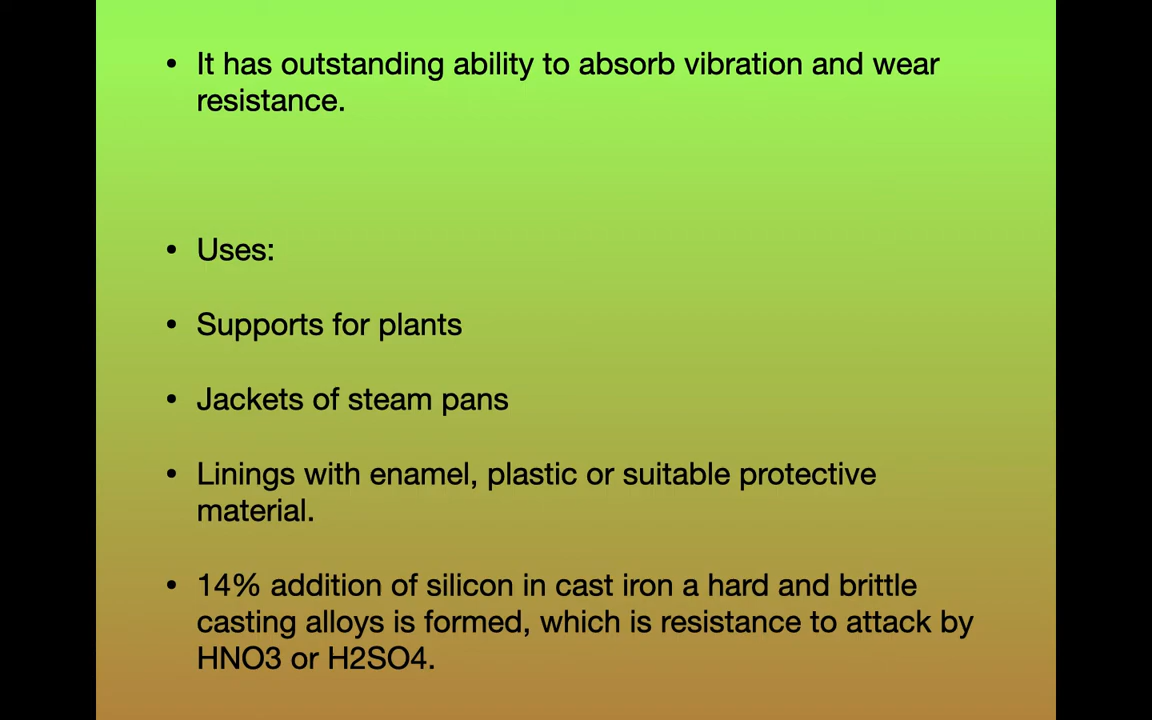 • It has outstanding ability to absorb vibration and wear
resistance.
• Uses:
• Supports for plants
• Jackets of steam pans
• Linings with enamel, plastic or suitable protective
material.
• 14% addition of silicon in cast iron a hard and brittle
casting alloys is formed, which is resistance to attack by
HNO3 or H2SO4.